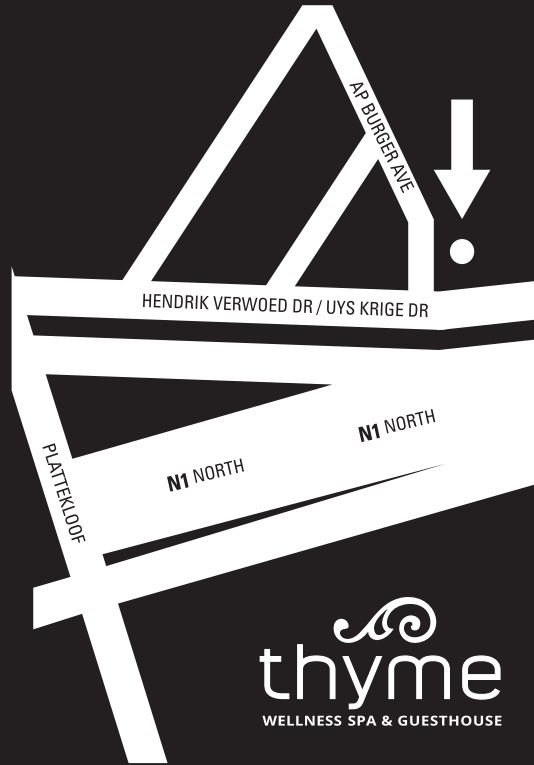 AP BURGER AVE
HENDRIK VERWOED DR / UYS KRIGE DR
N1 NORTH
N1 NORTH
PLATTEKLOOF
thyme
WELLNESS SPA & GUESTHOUSE